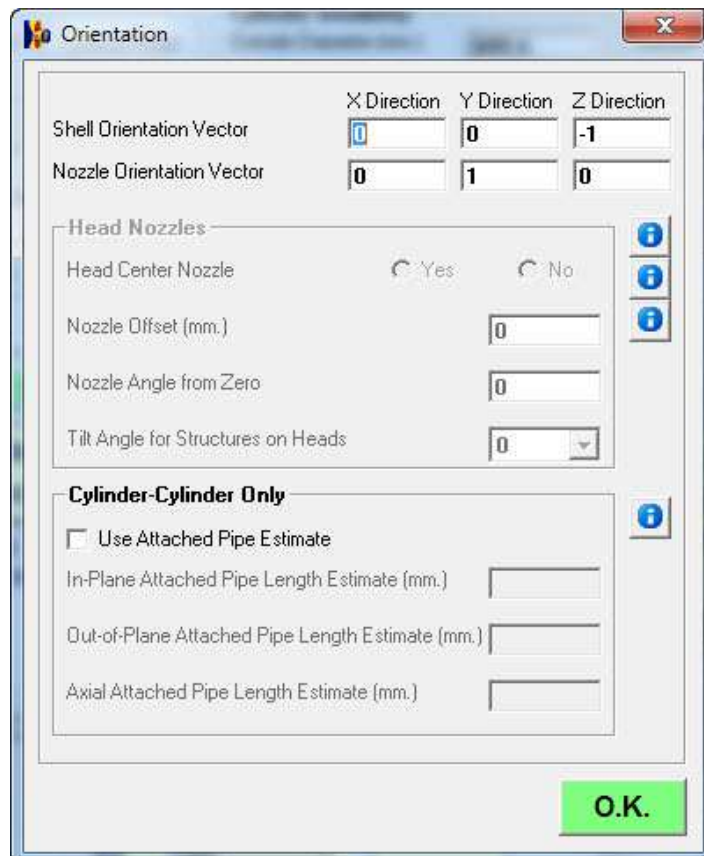 Orientation
X Direction Y Direction Z Direction
Shell Orientation Vector 0 0 -1
Nozzle Orientation Vector 0 1 0
Head Nozzles
Head Center Nozzle Yes No
Nozzle Offset (mm.) 0
Nozzle Angle from Zero 0
Tilt Angle for Structures on Heads 0
Cylinder-Cylinder Only
Use Attached Pipe Estimate
In-Plane Attached Pipe Length Estimate (mm.)
Out-of-Plane Attached Pipe Length Estimate (mm.)
Axial Attached Pipe Length Estimate (mm.)
O.K.